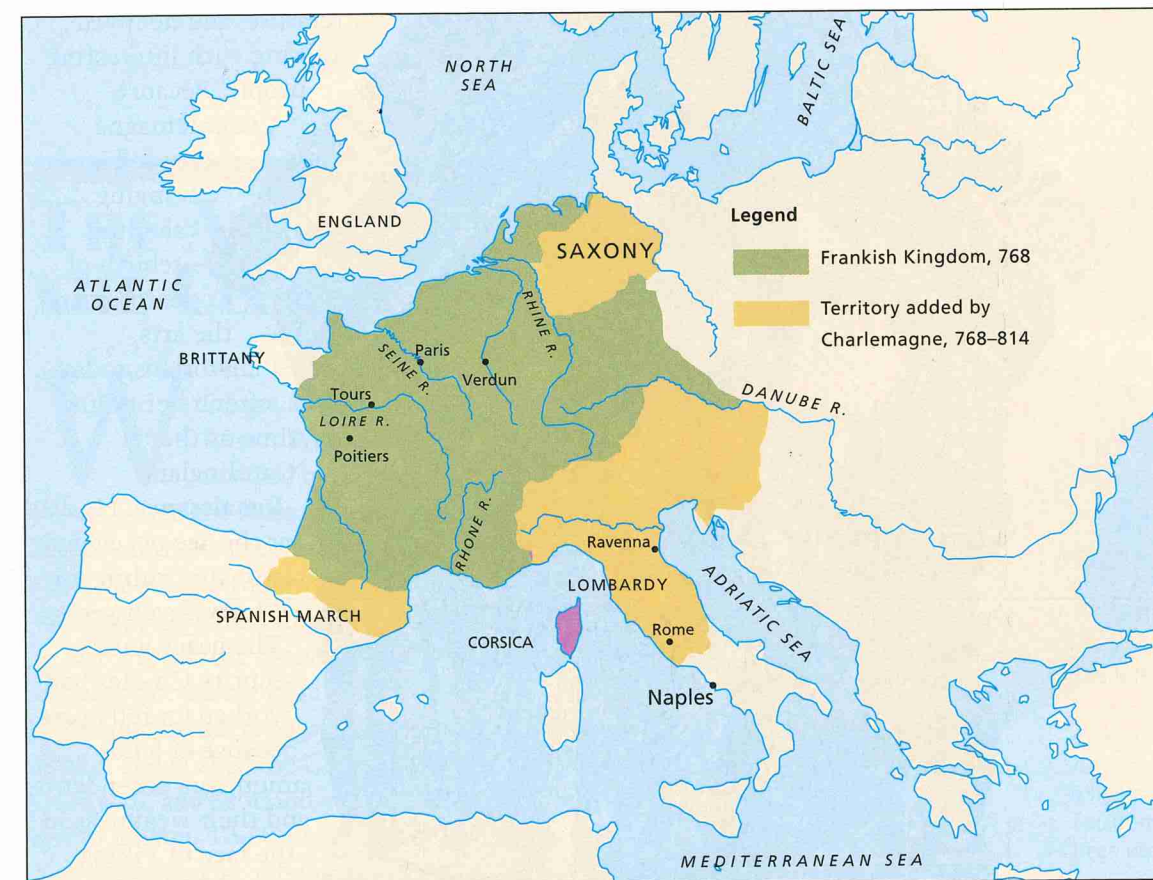 NORTH
SEA
BALTIC SEA
ENGLAND
ATLANTIC
OCEAN
BRITTANY
SAXONY
Legend
Frankish Kingdom, 768
Territory added by
Charlemagne, 768–814
RHINE R.
SEINE R.
Paris
Verdun
Tours
LOIRE R.
Poitiers
DANUBE R.
RHONE R.
Ravenna
LOMBARDY
ADRIATIC SEA
SPANISH MARCH
CORSICA
Rome
Naples
MEDITERRANEAN SEA